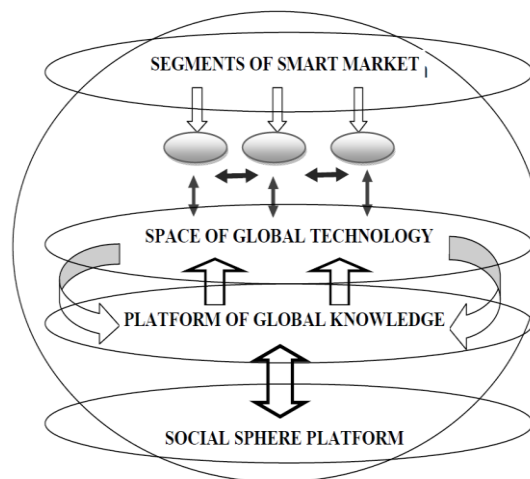 SEGMENTS OF SMART MARKET
SPACE OF GLOBAL TECHNOLOGY
PLATFORM OF GLOBAL KNOWLEDGE
SOCIAL SPHERE PLATFORM